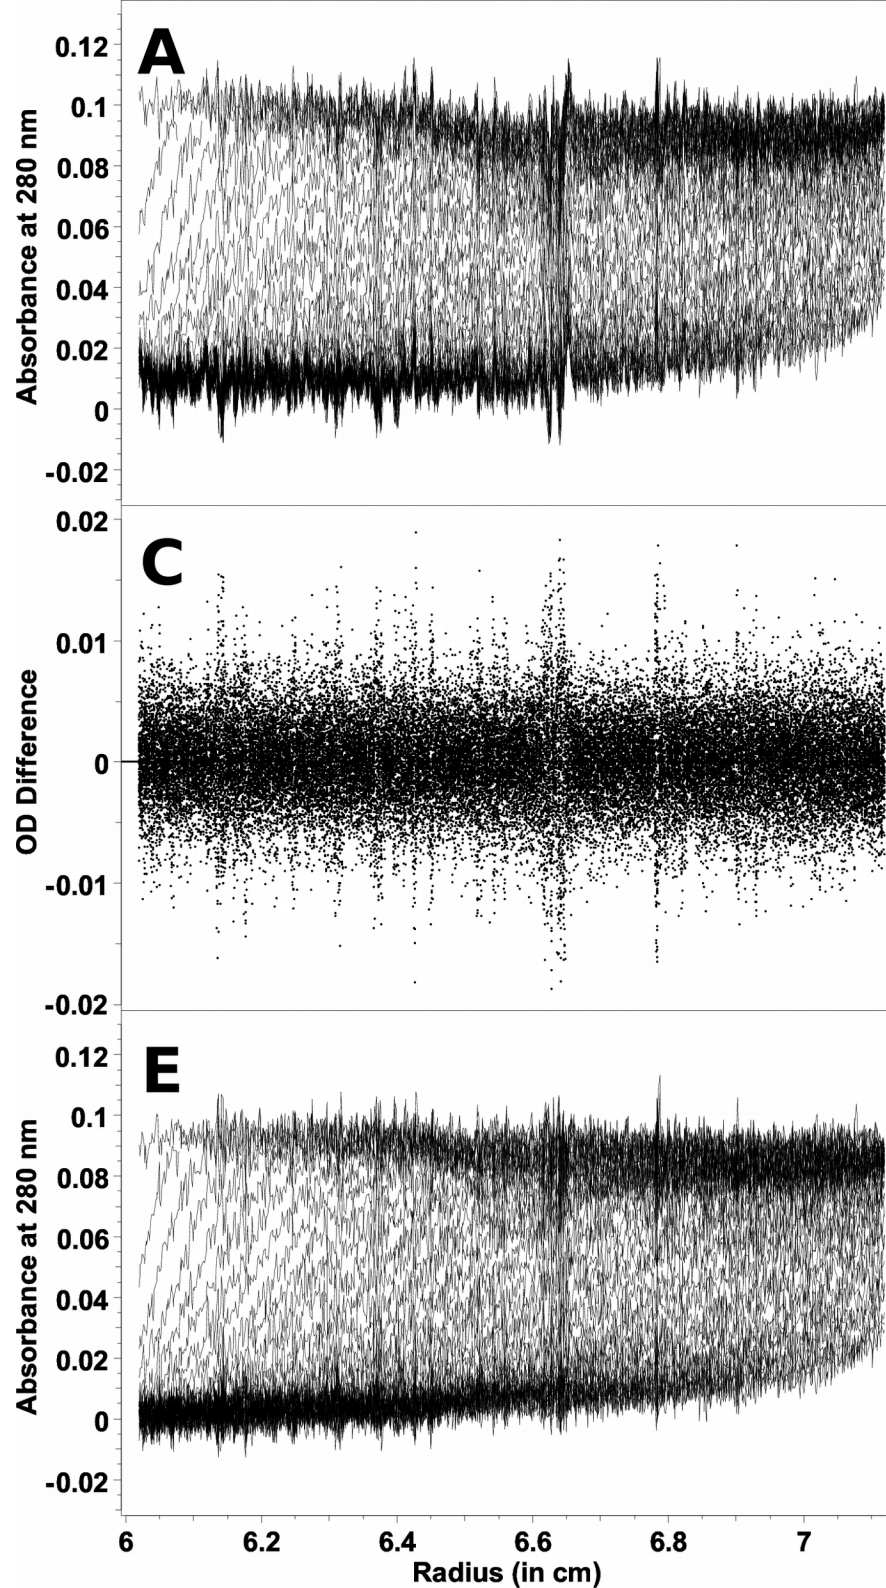 A
0.12
0.1
0.08
0.06
0.04
0.02
0
-0.02
Absorbance at 280 nm
C
0.02
0.01
0
-0.01
-0.02
OD Difference
E
0.12
0.1
0.08
0.06
0.04
0.02
0
-0.02
Absorbance at 280 nm
6 6.2 6.4 6.6 6.8 7
Radius (in cm)